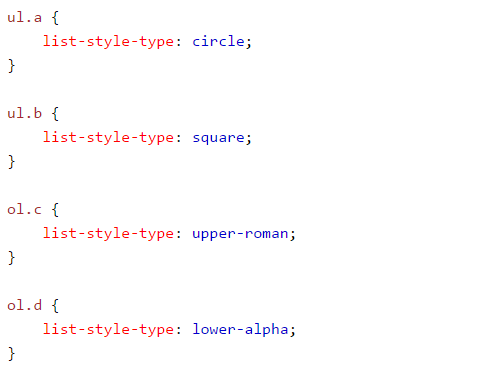 ul.a {
    list-style-type: circle;
}

ul.b {
    list-style-type: square;
}

ol.c {
    list-style-type: upper-roman;
}

ol.d {
    list-style-type: lower-alpha;
}